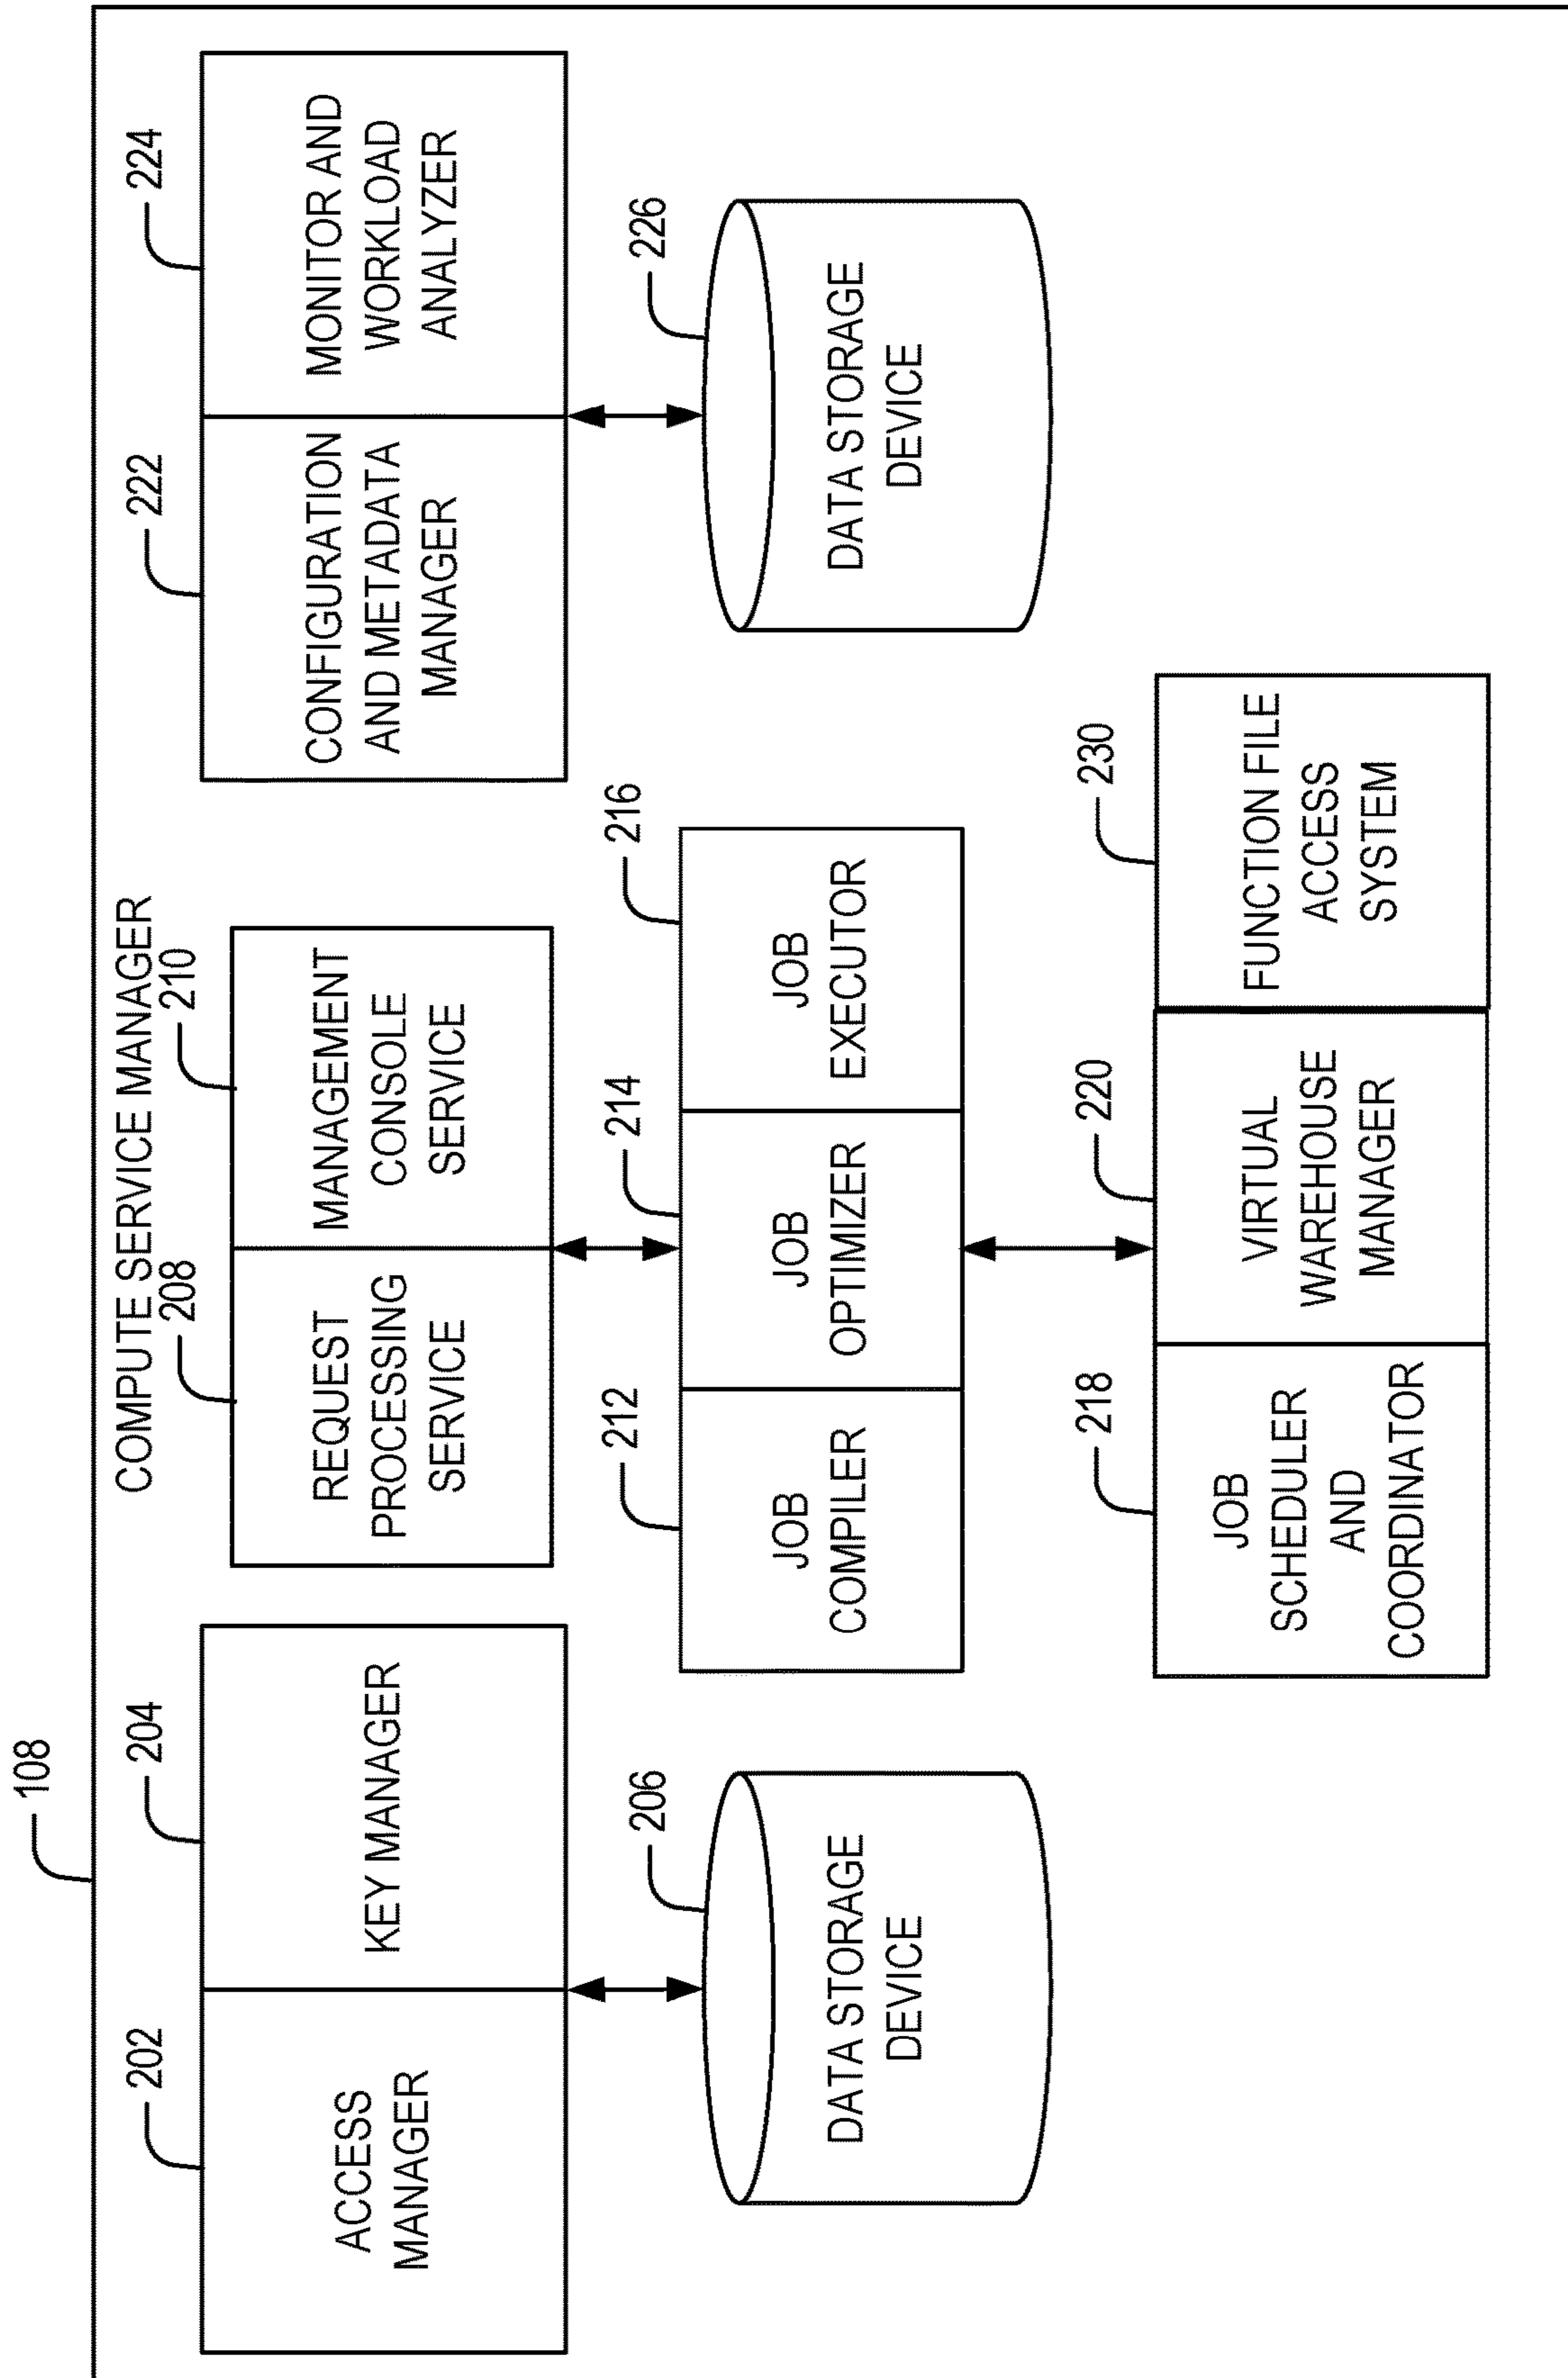 108
COMPUTE SERVICE MANAGER
202
204
208
210
222
224
ACCESS
MANAGER
KEY MANAGER
REQUEST
PROCESSING
SERVICE
MANAGEMENT
CONSOLE
SERVICE
CONFIGURATION
AND METADATA
MANAGER
MONITOR AND
WORKLOAD
ANALYZER
206
212
214
216
226
DATA STORAGE
DEVICE
JOB
COMPILER
JOB
OPTIMIZER
JOB
EXECUTOR
DATA STORAGE
DEVICE
218
220
230
JOB
SCHEDULER
AND
COORDINATOR
VIRTUAL
WAREHOUSE
MANAGER
FUNCTION FILE
ACCESS
SYSTEM